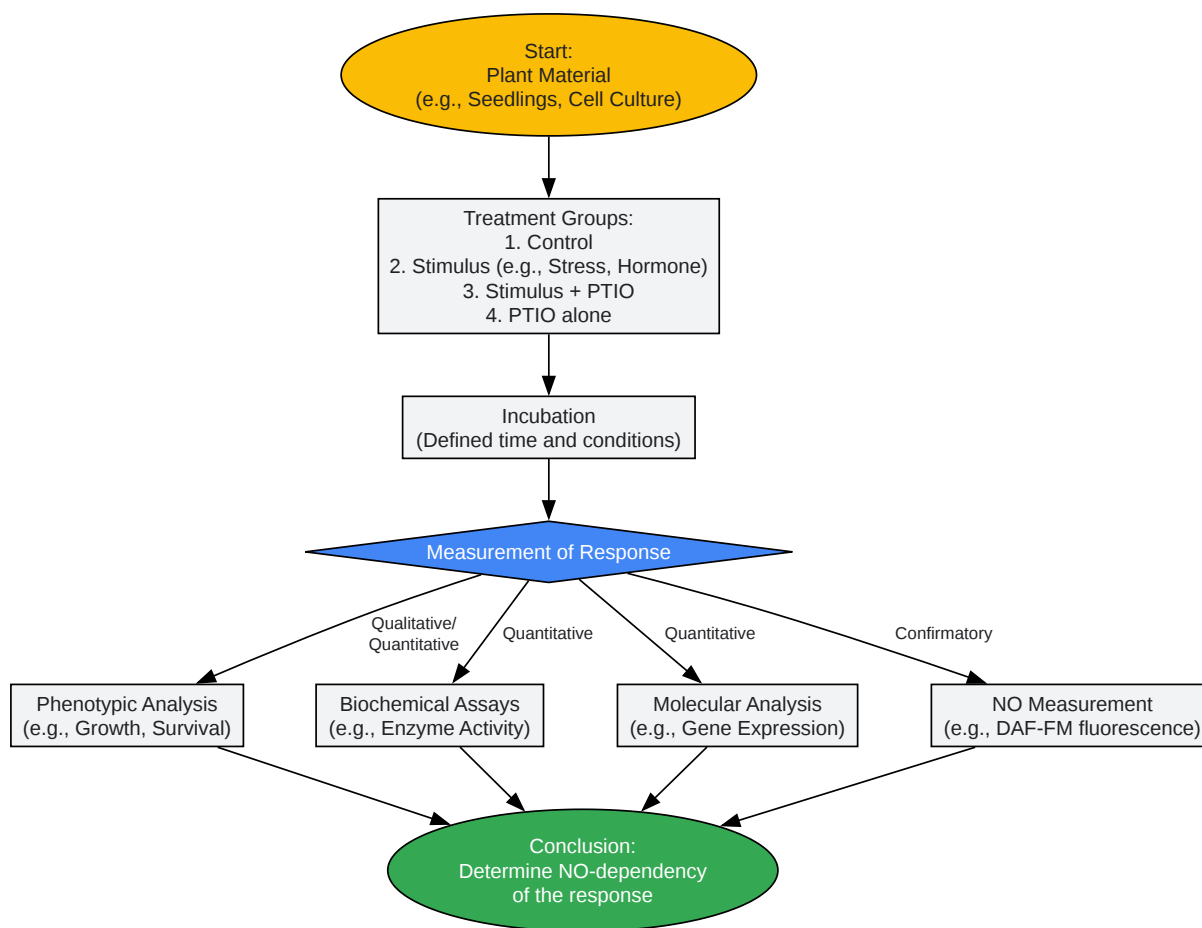 Start:
Plant Material
(e.g., Seedlings, Cell Culture)
Treatment Groups:
1. Control
2. Stimulus (e.g., Stress, Hormone)
3. Stimulus + PTIO
4. PTIO alone
Incubation
(Defined time and conditions)
Measurement of Response
Qualitative/
Quantitative
Quantitative
Quantitative
Confirmatory
Phenotypic Analysis
(e.g., Growth, Survival)
Biochemical Assays
(e.g., Enzyme Activity)
Molecular Analysis
(e.g., Gene Expression)
NO Measurement
(e.g., DAF-FM fluorescence)
Conclusion:
Determine NO-dependency
of the response